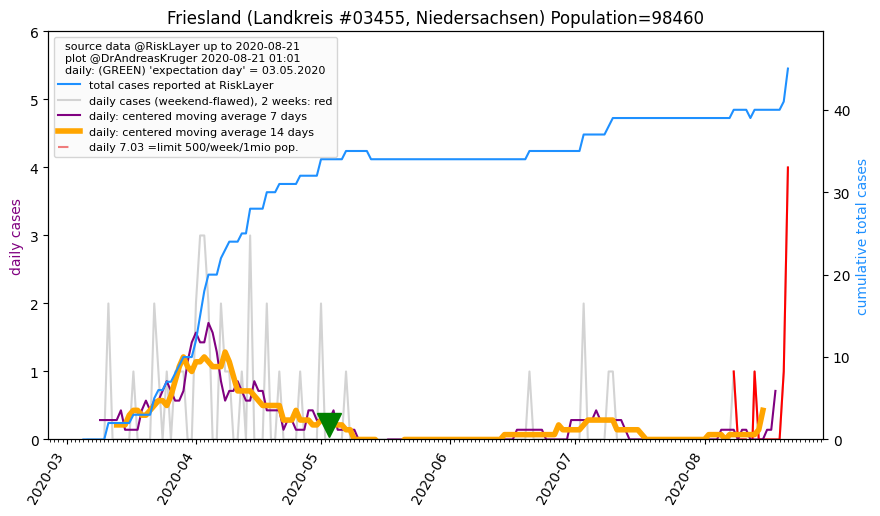 Friesland (Landkreis #03455, Niedersachsen) Population=98460
source data @RiskLayer up to 2020-08-21
plot @DrAndreasKruger 2020-08-21 01:01
daily: (GREEN) 'expectation day' = 03.05.2020
total cases reported at RiskLayer
daily cases (weekend-flawed), 2 weeks: red
daily: centered moving average 7 days
daily: centered moving average 14 days
daily 7.03 =limit 500/week/1mio pop.
daily cases
6
5
4
3
2
1
0
cumulative total cases
40
30
20
10
0
2020-03
2020-04
2020-05
2020-06
2020-07
2020-08